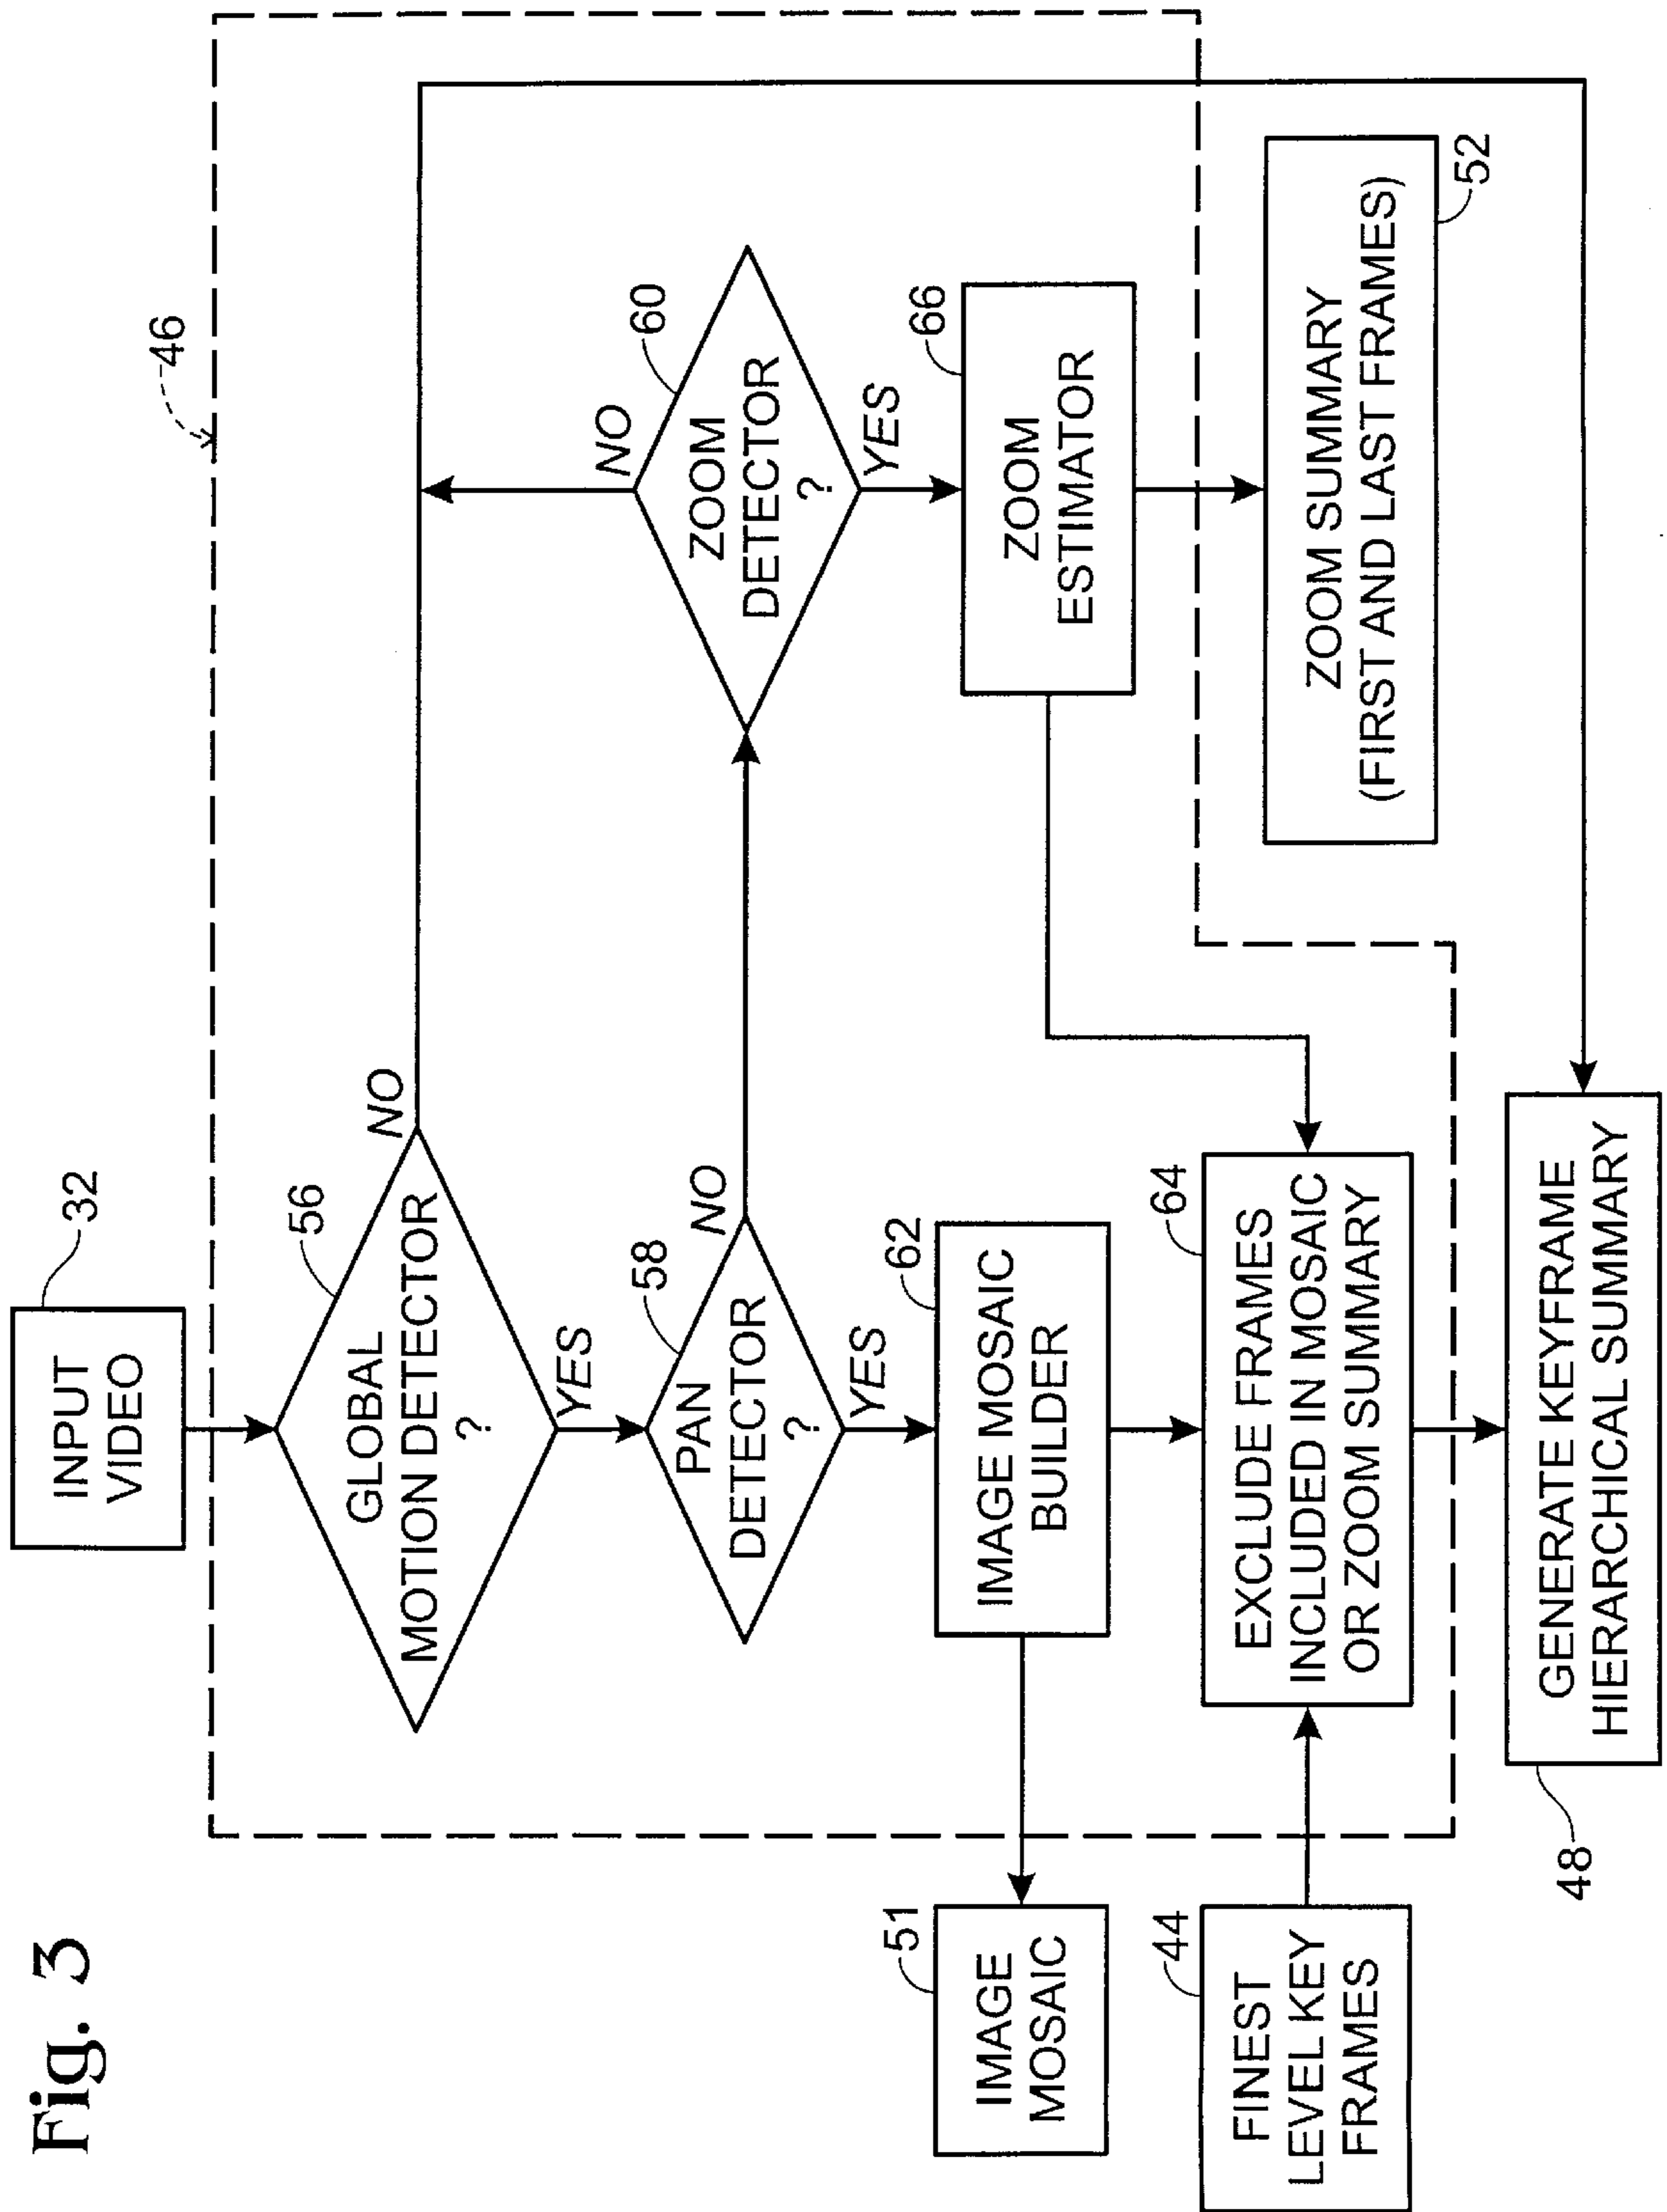 Fig. 3
INPUT
VIDEO
32
46
GLOBAL
MOTION DETECTOR
?
56
NO
YES
PAN
DETECTOR
?
58
NO
YES
ZOOM
DETECTOR
?
60
NO
YES
IMAGE MOSAIC
BUILDER
62
ZOOM
ESTIMATOR
66
IMAGE
MOSAIC
51
FINEST
LEVEL KEY
FRAMES
44
EXCLUDE FRAMES
INCLUDED IN MOSAIC
OR ZOOM SUMMARY
64
ZOOM SUMMARY
(FIRST AND LAST FRAMES)
52
GENERATE KEYFRAME
HIERARCHICAL SUMMARY
48